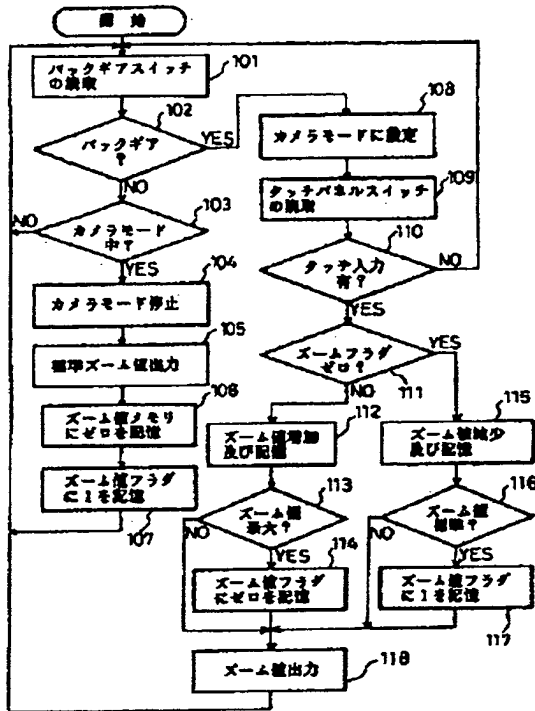 開始
バックギアスイッチ
の読取
101
102
バックギア
?
YES
NO
103
カメラモード
中?
NO
YES
104
カメラモード停止
105
標準ズーム値出力
106
ズーム値メモリ
にゼロを記憶
ズーム値フラグ
に1を記憶
107
108
カメラモードに設定
109
タッチパネルスイッチ
の読取
110
タッチ入力
有?
NO
YES
ズームフラグ
ゼロ?
YES
111
NO
112
ズーム値増加
及び記憶
113
ズーム値
最大?
NO
YES
114
ズーム値フラグ
にゼロを記憶
115
ズーム値減少
及び記憶
116
ズーム値
標準?
NO
YES
ズーム値フラグ
に1を記憶
117
ズーム値出力
118